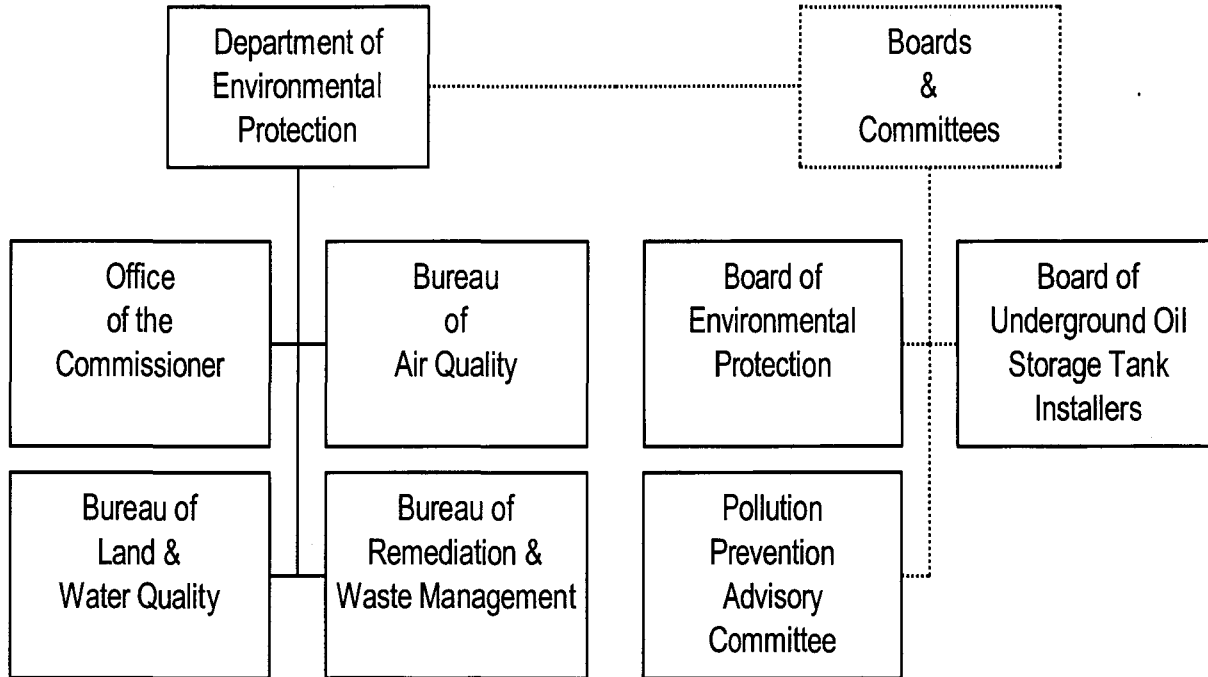 Department of
Environmental
Protection
Boards
&
Committees
Office
of the
Commissioner
Bureau
of
Air Quality
Board of
Environmental
Protection
Board of
Underground Oil
Storage Tank
Installers
Bureau of
Land &
Water Quality
Bureau of
Remediation &
Waste Management
Pollution
Prevention
Advisory
Committee